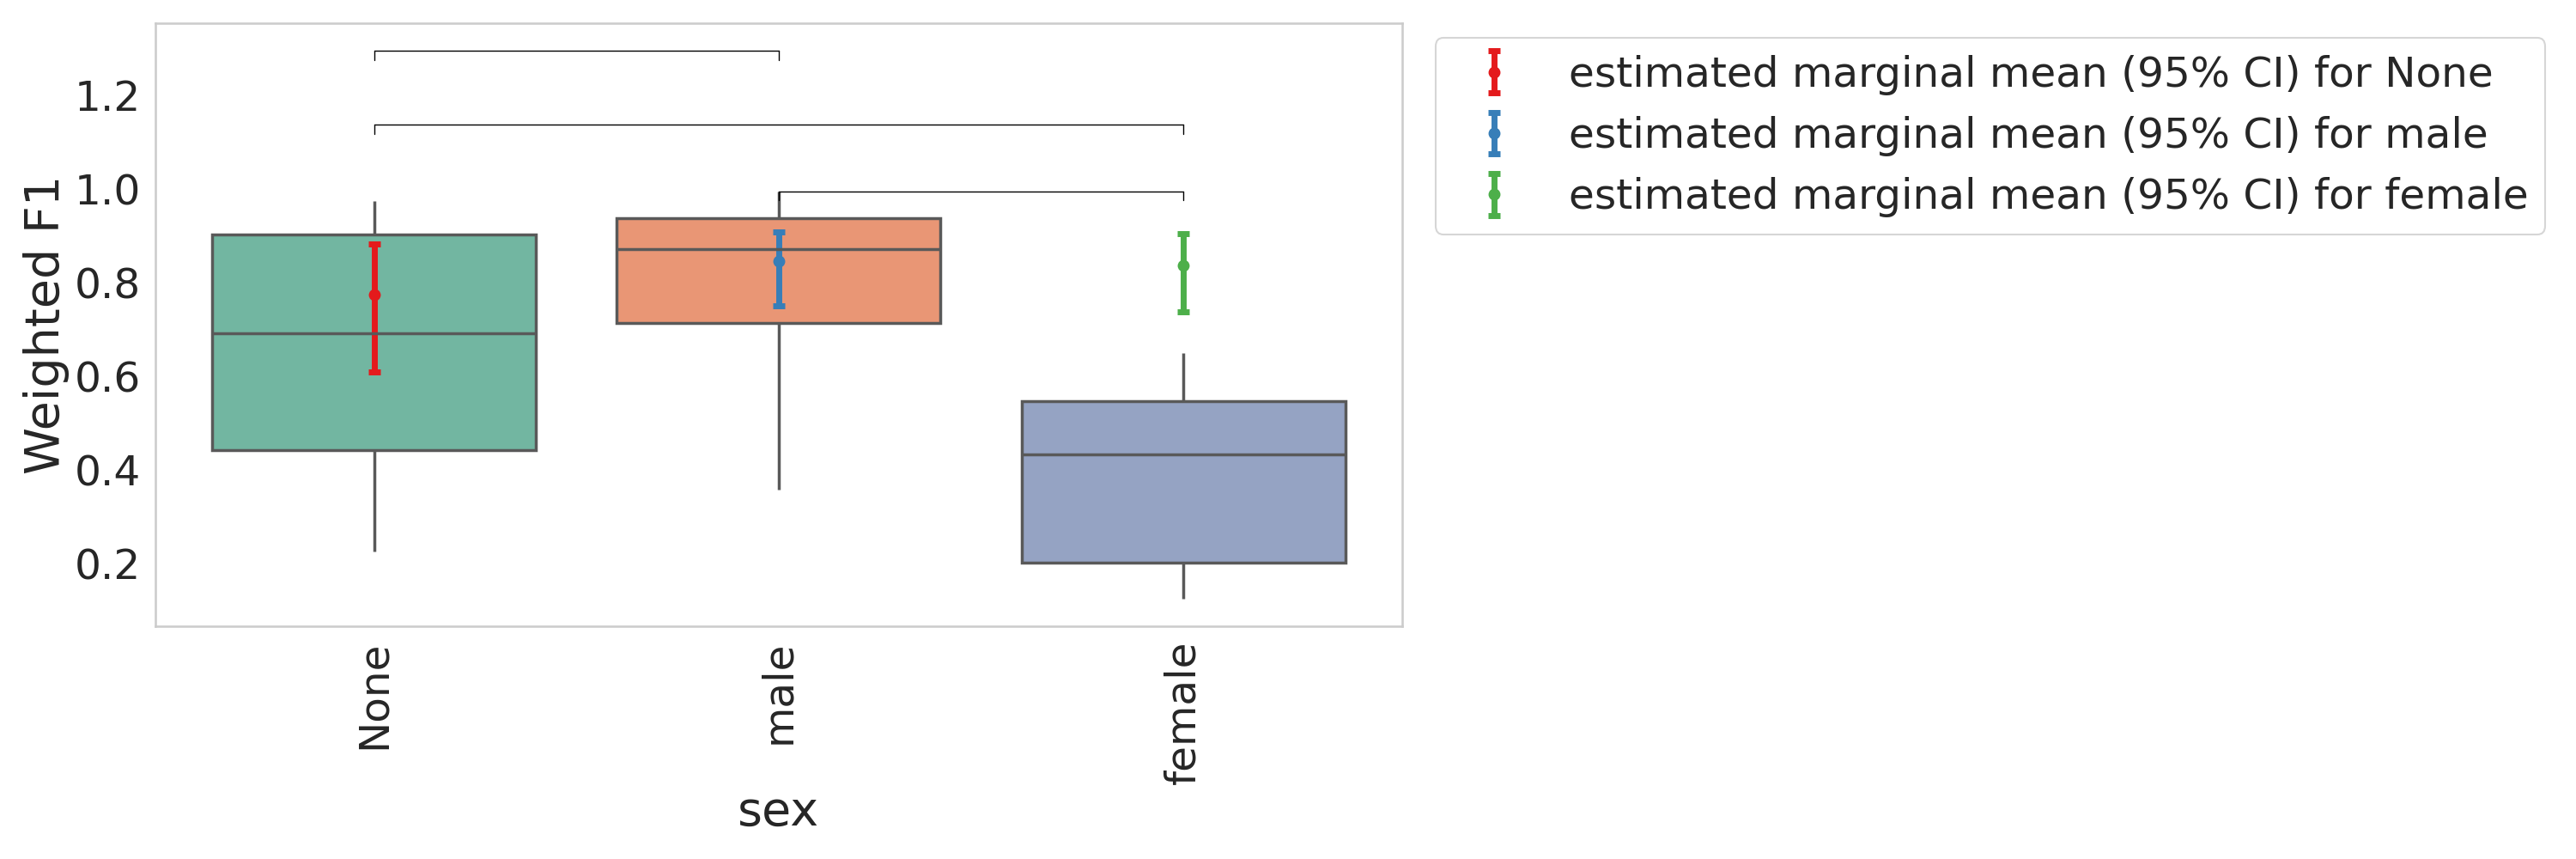 Weighted F1
1.2
1.0
0.8
0.6
0.4
0.2
None
male
female
sex
estimated marginal mean (95% CI) for None
estimated marginal mean (95% CI) for male
estimated marginal mean (95% CI) for female